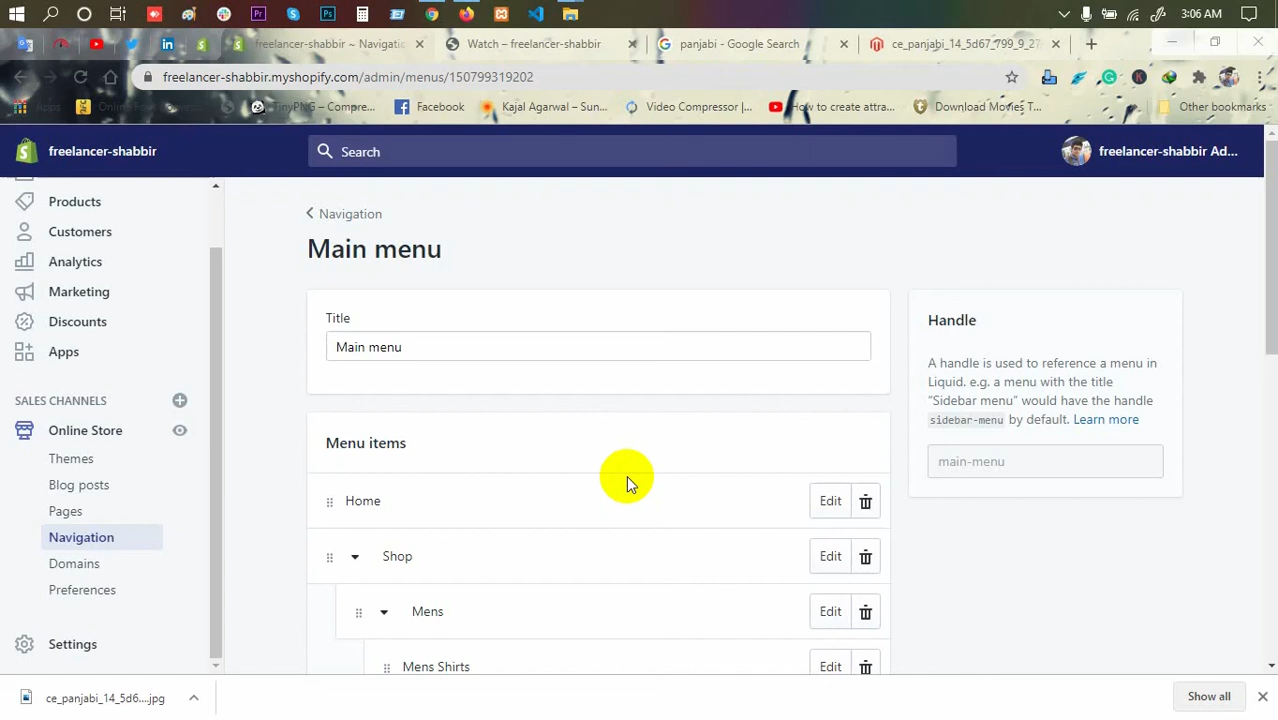 3:06 AM
freelancer-shabbir ~ Navigatio
Watch – freelancer-shabbir
panjabi - Google Search
ce_panjabi_14_5d67_799_9_27
freelancer-shabbir.myshopify.com/admin/menus/150799319202
Apps
TinyPNG – Compre...
Facebook
Kajal Agarwal – Sun...
Video Compressor |...
How to create attra...
Download Movies T...
Other bookmarks
freelancer-shabbir
Search
freelancer-shabbir Ad...
Products
Customers
Analytics
Marketing
Discounts
Apps
SALES CHANNELS
Online Store
Themes
Blog posts
Pages
Navigation
Domains
Preferences
Settings
Navigation
Main menu
Title
Main menu
Menu items
Home
Edit
Shop
Edit
Mens
Edit
Mens Shirts
Edit
Handle
A handle is used to reference a menu in
Liquid. e.g. a menu with the title
“Sidebar menu” would have the handle
sidebar-menu by default. Learn more
main-menu
ce_panjabi_14_5d6....jpg
Show all